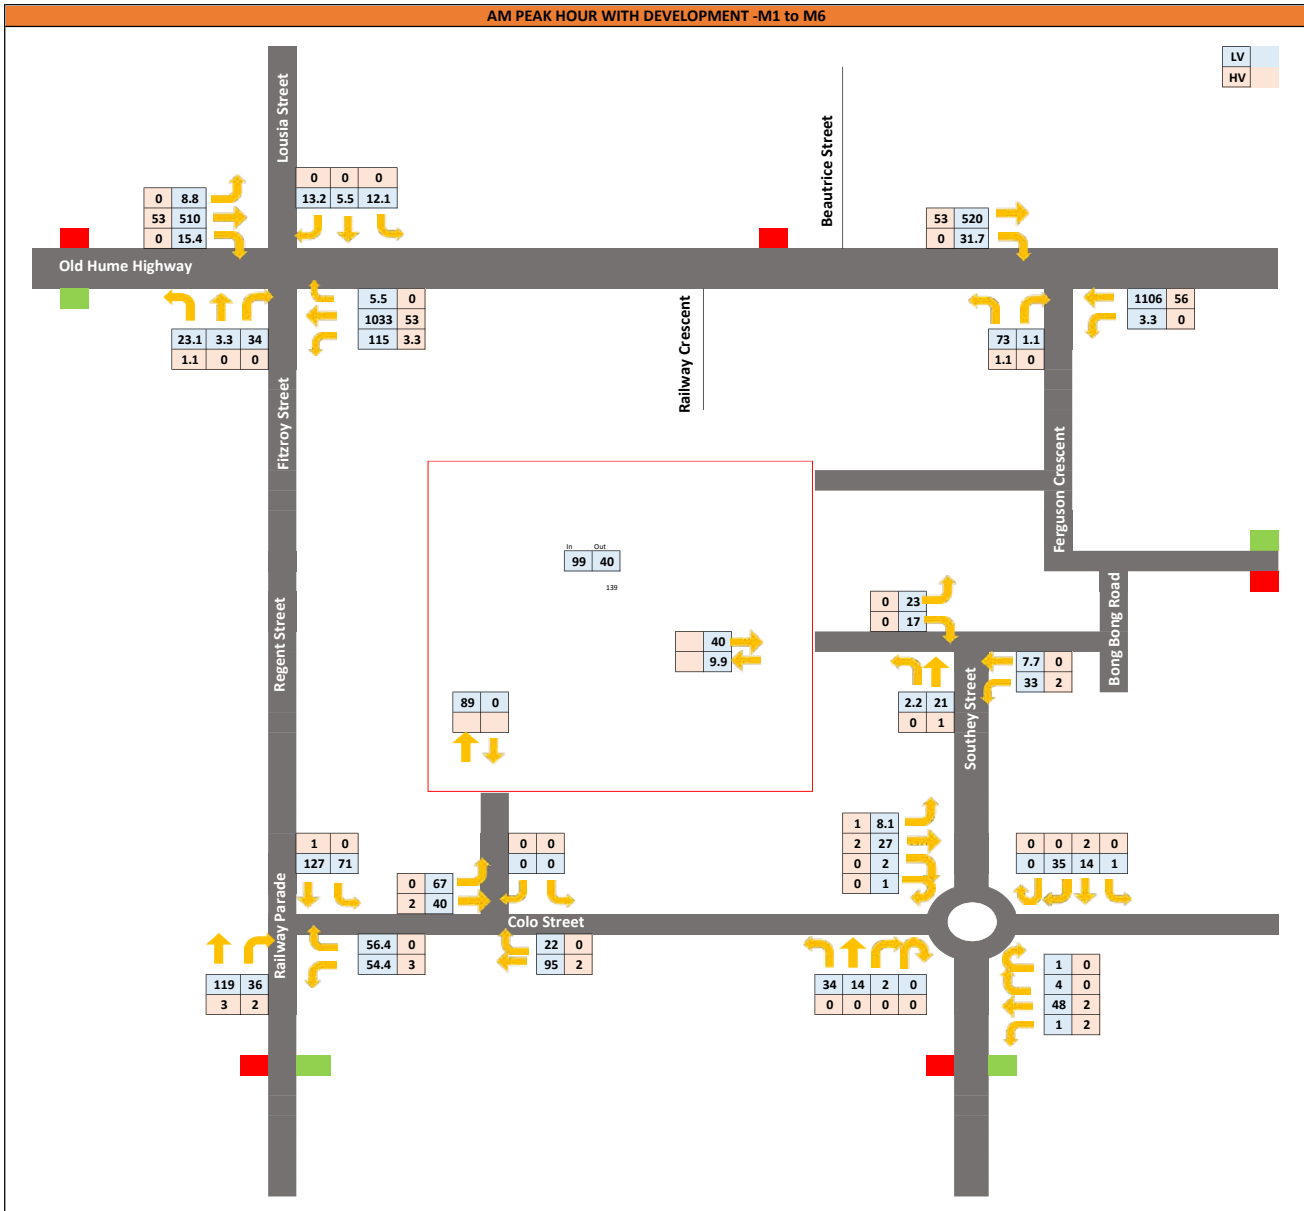 AM PEAK HOUR WITH DEVELOPMENT -M1 to M6
LV
HV
Lousia Street
Beautrice Street
0 0 0
13.2 5.5 12.1
0 8.8
53 510
0 15.4
53 520
0 31.7
Old Hume Highway
5.5 0
1033 53
115 3.3
1106 56
3.3 0
23.1 3.3 34
1.1 0 0
73 1.1
1.1 0
Railway Crescent
Fitzroy Street
Ferguson Crescent
In Out
99 40
139
Regent Street
Bong Bong Road
0 23
0 17
40
9.9
7.7 0
33 2
2.2 21
0 1
Southey Street
89 0
1 8.1
2 27
0 2
0 1
0 0 2 0
0 35 14 1
1 0
127 71
0 0
0 0
0 67
2 40
Railway Parade
Colo Street
56.4 0
54.4 3
22 0
95 2
119 36
3 2
34 14 2 0
0 0 0 0
1 0
4 0
48 2
1 2